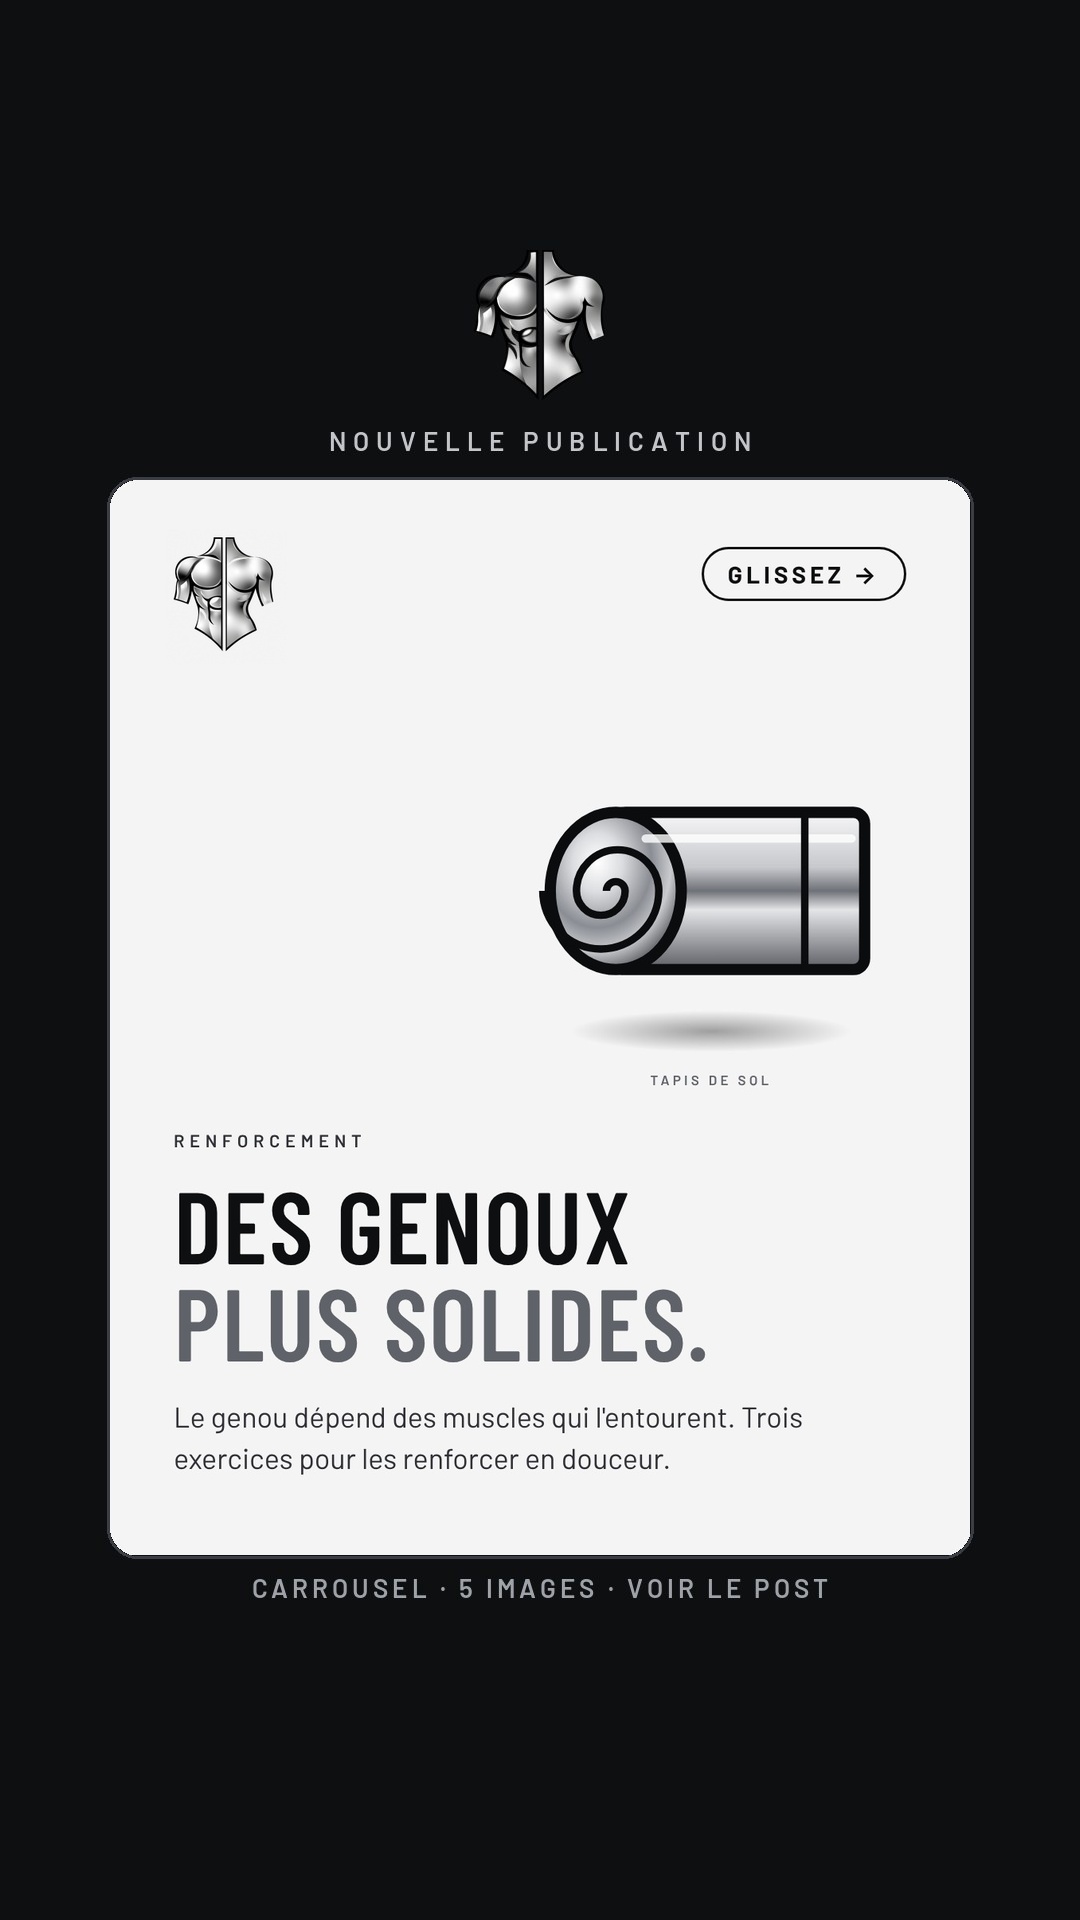 NOUVELLE PUBLICATION
GLISSEZ →
TAPIS DE SOL
RENFORCEMENT
DES GENOUX
PLUS SOLIDES.
Le genou dépend des muscles qui l'entourent. Trois
exercices pour les renforcer en douceur.
CARROUSEL · 5 IMAGES · VOIR LE POST